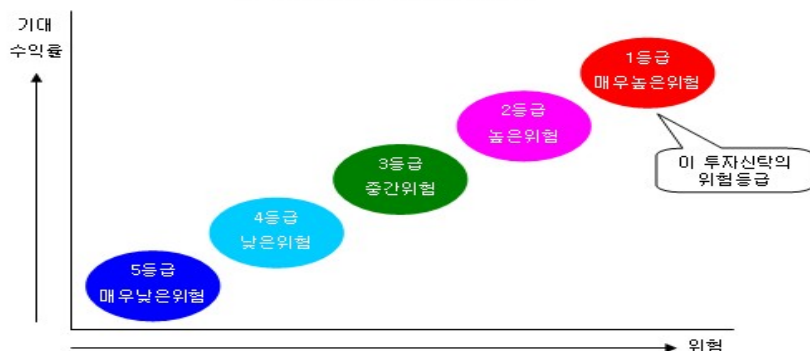 기대
수익률
1등급
매우높은위험
2등급
높은위험
이 투자신탁의
위험등급
3등급
중간위험
4등급
낮은위험
5등급
매우낮은위험
위험